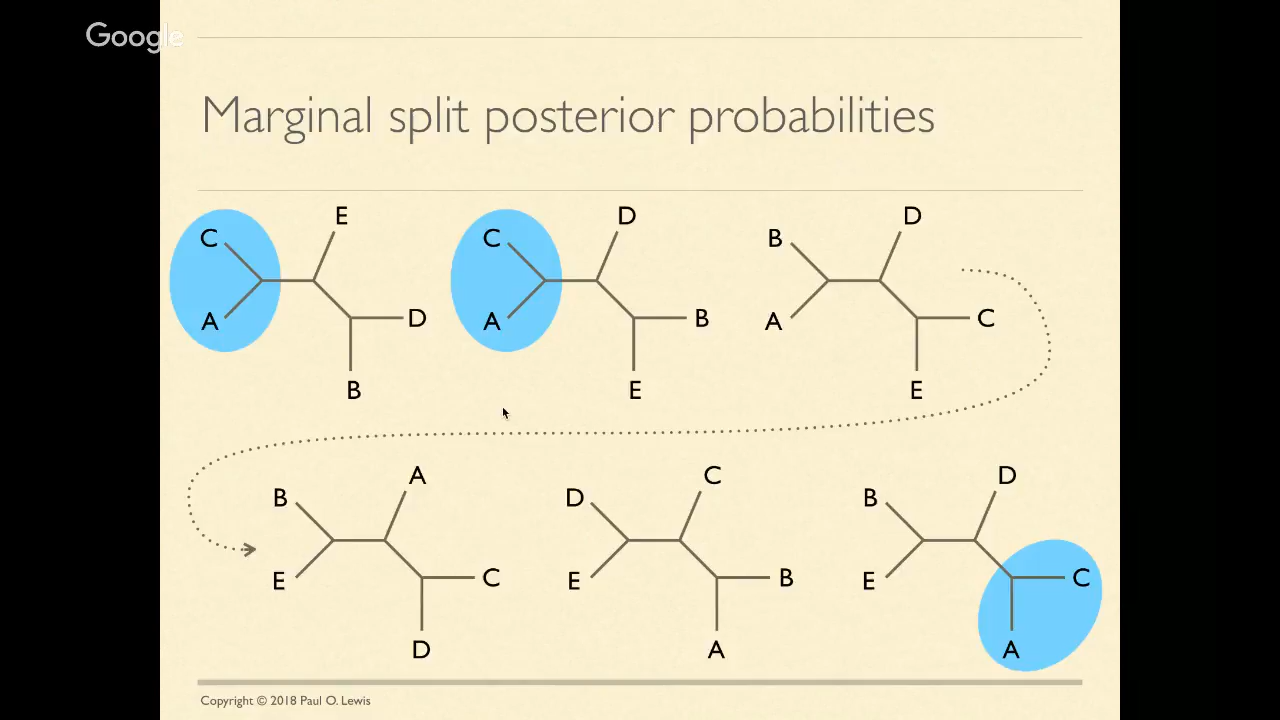 Google
Marginal split posterior probabilities
E D D
C C B
A D A B A C
B E E
A C D
B D B
E C E B E C
D A A
Copyright © 2018 Paul O. Lewis